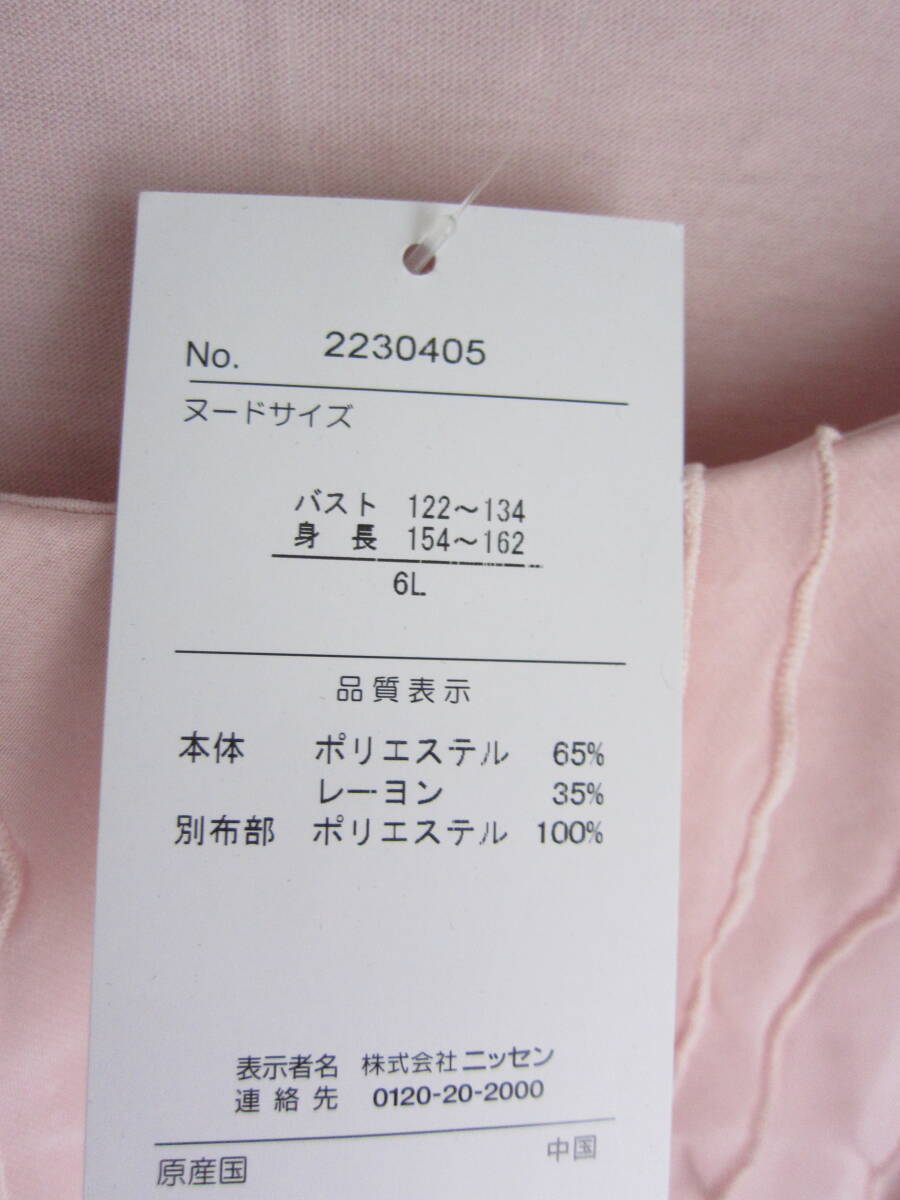 No. 2230405
ヌードサイズ
バスト 122～134
身長 154～162
6L
品質表示
本体 ポリエステル 65%
レーヨン 35%
別布部 ポリエステル 100%
表示者名 株式会社ニッセン
連絡先 0120-20-2000
原産国 中国